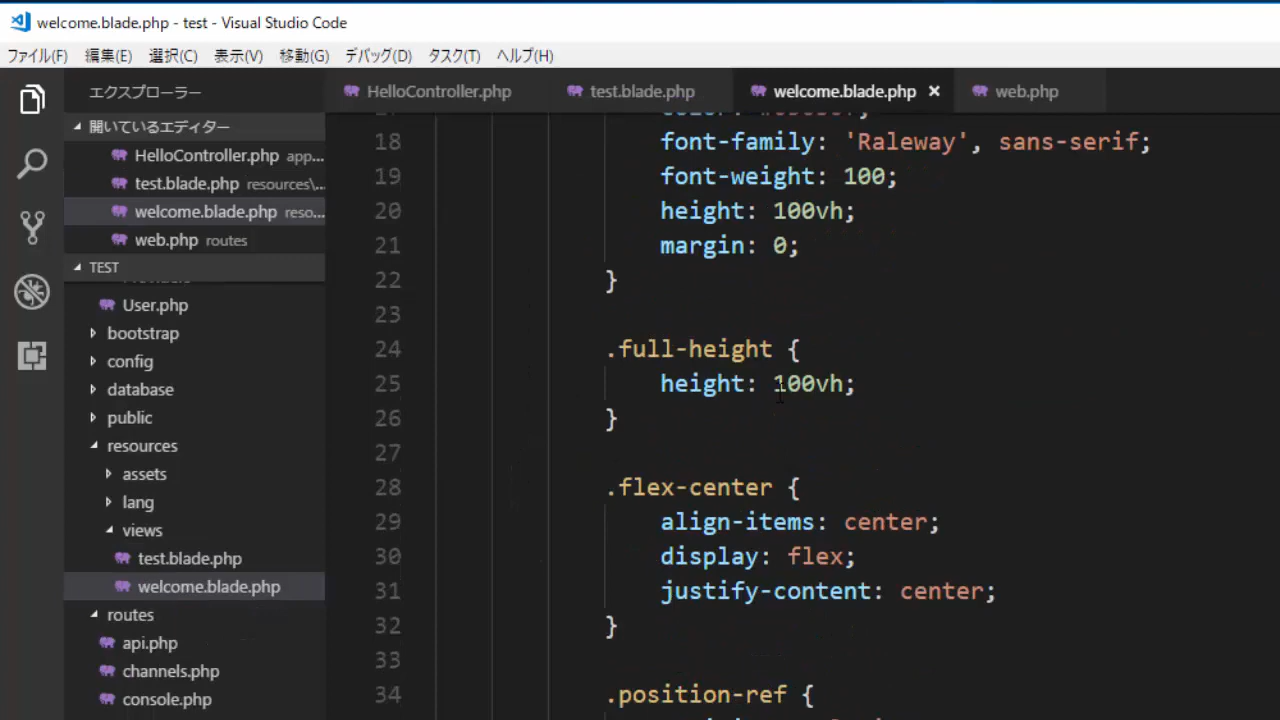 welcome.blade.php - test - Visual Studio Code
ファイル(F) 編集(E) 選択(C) 表示(V) 移動(G) デバッグ(D) タスク(T) ヘルプ(H)
エクスプローラー
HelloController.php test.blade.php welcome.blade.php × web.php
開いているエディター
HelloController.php app...
test.blade.php resources\...
welcome.blade.php reso...
web.php routes
TEST
User.php
bootstrap
config
database
public
resources
assets
lang
views
test.blade.php
welcome.blade.php
routes
api.php
channels.php
console.php
18 font-family: 'Raleway', sans-serif;
19 font-weight: 100;
20 height: 100vh;
21 margin: 0;
22 }
23
24 .full-height {
25 height: 100vh;
26 }
27
28 .flex-center {
29 align-items: center;
30 display: flex;
31 justify-content: center;
32 }
33
34 .position-ref {